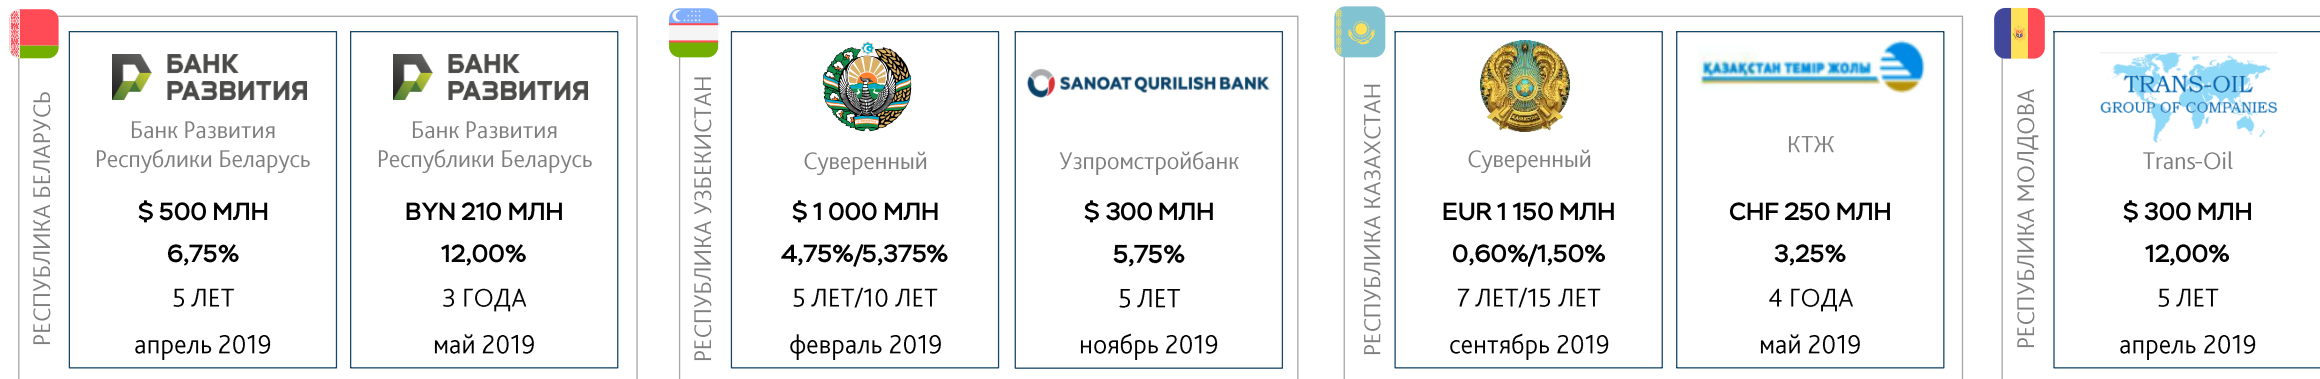 РЕСПУБЛИКА БЕЛАРУСЬ
БАНК
РАЗВИТИЯ
Банк Развития
Республики Беларусь
$ 500 МЛН
6,75%
5 ЛЕТ
апрель 2019
БАНК
РАЗВИТИЯ
Банк Развития
Республики Беларусь
BYN 210 МЛН
12,00%
3 ГОДА
май 2019
РЕСПУБЛИКА УЗБЕКИСТАН
Суверенный
$ 1 000 МЛН
4,75%/5,375%
5 ЛЕТ/10 ЛЕТ
февраль 2019
SANOAT QURILISH BANK
Узпромстройбанк
$ 300 МЛН
5,75%
5 ЛЕТ
ноябрь 2019
РЕСПУБЛИКА КАЗАХСТАН
Суверенный
EUR 1 150 МЛН
0,60%/1,50%
7 ЛЕТ/15 ЛЕТ
сентябрь 2019
ҚАЗАҚСТАН ТЕМІР ЖОЛЫ
КТЖ
CHF 250 МЛН
3,25%
4 ГОДА
май 2019
РЕСПУБЛИКА МОЛДОВА
TRANS-OIL
GROUP OF COMPANIES
Trans-Oil
$ 300 МЛН
12,00%
5 ЛЕТ
апрель 2019